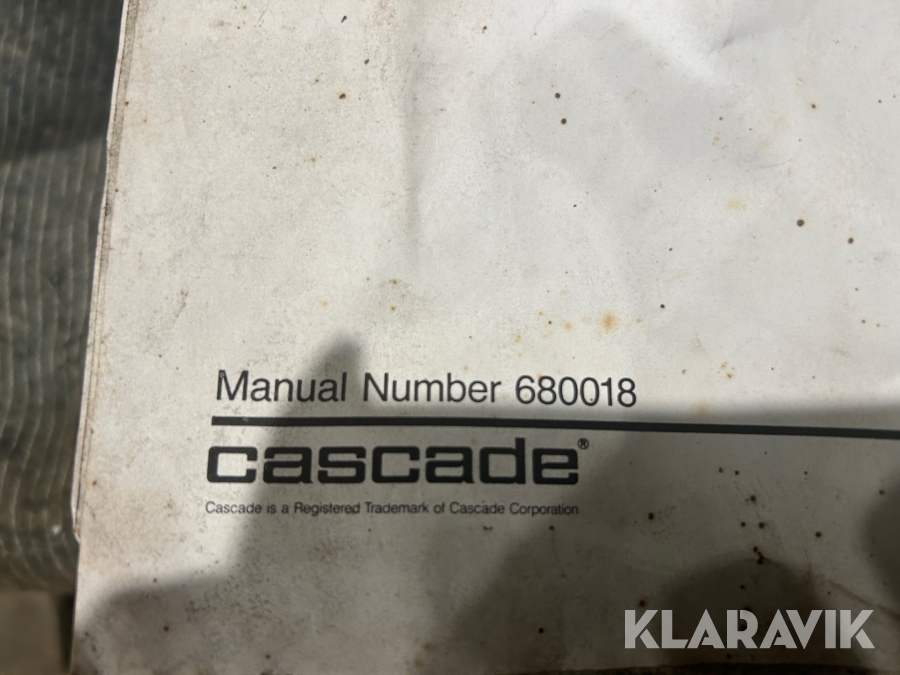 Manual Number 680018
cascade®
Cascade is a Registered Trademark of Cascade Corporation
KLARAVIK